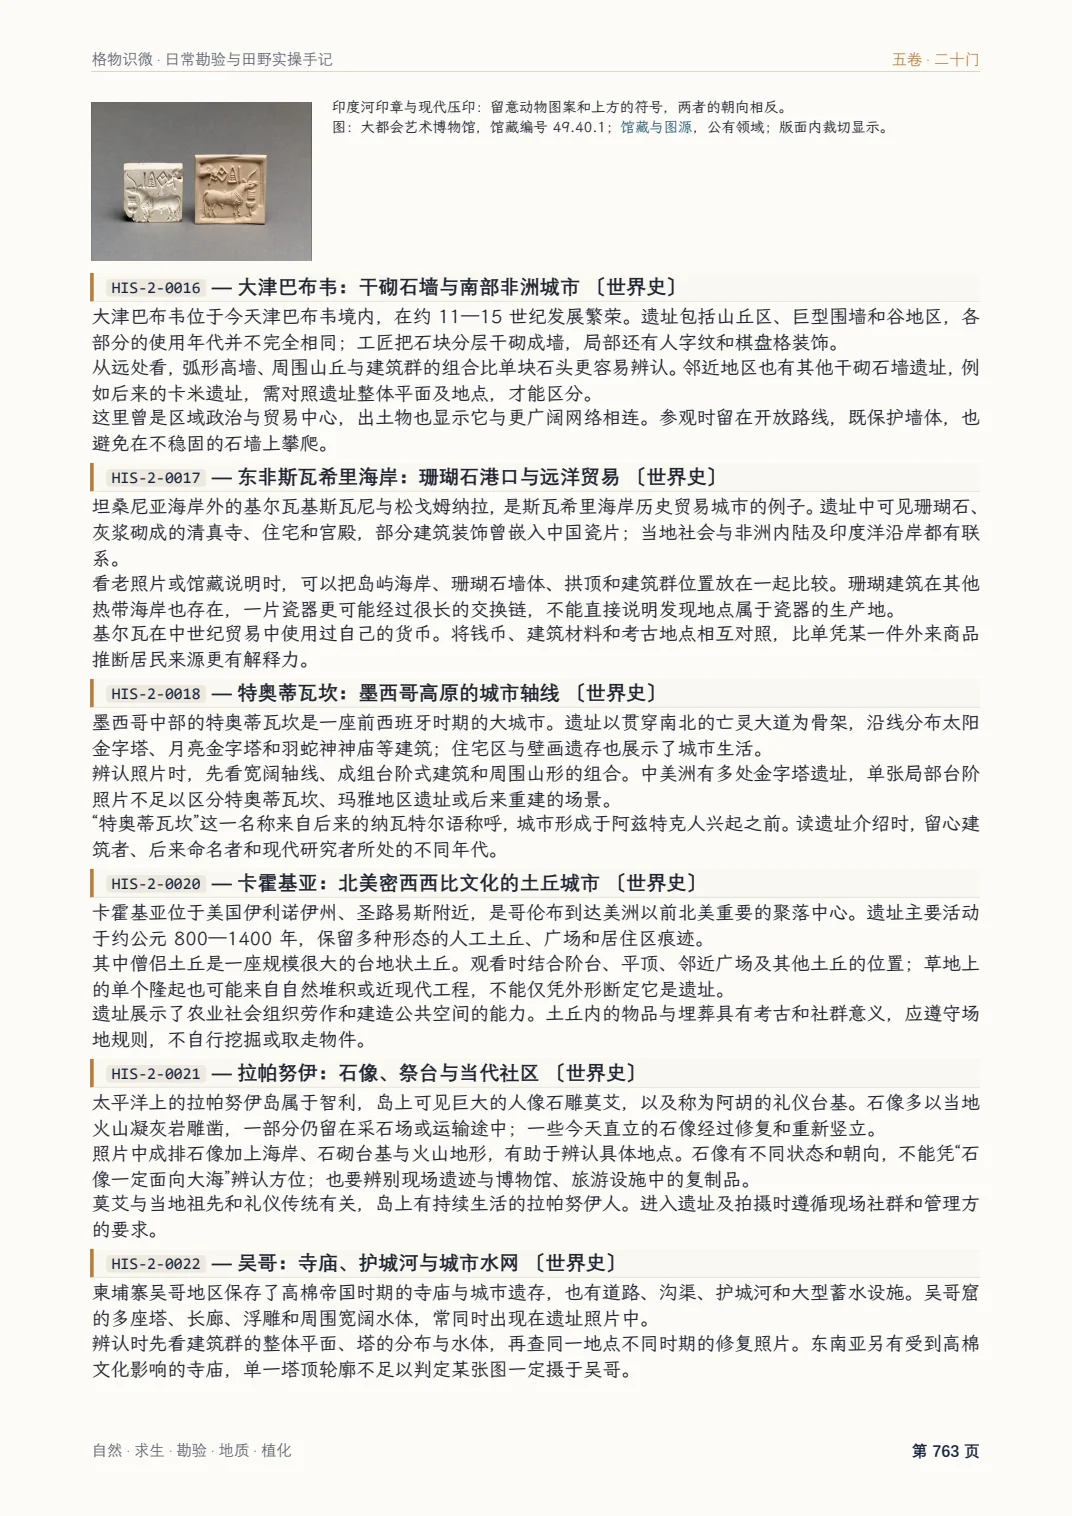 格物识微 · 日常勘验与田野实操手记
五卷 · 二十门
印度河印章与现代压印：留意动物图案和上方的符号，两者的朝向相反。
图：大都会艺术博物馆，馆藏编号 49.40.1；馆藏与图源，公有领域；版面内裁切显示。
HIS-2-0016 — 大津巴布韦：干砌石墙与南部非洲城市 〔世界史〕
大津巴布韦位于今天津巴布韦境内，在约 11—15 世纪发展繁荣。遗址包括山丘区、巨型围墙和谷地区，各
部分的使用年代并不完全相同；工匠把石块分层干砌成墙，局部还有人字纹和棋盘格装饰。
从远处看，弧形高墙、周围山丘与建筑群的组合比单块石头更容易辨认。邻近地区也有其他干砌石墙遗址，例
如后来的卡米遗址，需对照遗址整体平面及地点，才能区分。
这里曾是区域政治与贸易中心，出土物也显示它与更广阔网络相连。参观时留在开放路线，既保护墙体，也
避免在不稳固的石墙上攀爬。
HIS-2-0017 — 东非斯瓦希里海岸：珊瑚石港口与远洋贸易 〔世界史〕
坦桑尼亚海岸外的基尔瓦基斯瓦尼与松戈姆纳拉，是斯瓦希里海岸历史贸易城市的例子。遗址中可见珊瑚石、
灰浆砌成的清真寺、住宅和宫殿，部分建筑装饰曾嵌入中国瓷片；当地社会与非洲内陆及印度洋沿岸都有联
系。
看老照片或馆藏说明时，可以把岛屿海岸、珊瑚石墙体、拱顶和建筑群位置放在一起比较。珊瑚建筑在其他
热带海岸也存在，一片瓷器更可能经过很长的交换链，不能直接说明发现地点属于瓷器的生产地。
基尔瓦在中世纪贸易中使用过自己的货币。将钱币、建筑材料和考古地点相互对照，比单凭某一件外来商品
推断居民来源更有解释力。
HIS-2-0018 — 特奥蒂瓦坎：墨西哥高原的城市轴线 〔世界史〕
墨西哥中部的特奥蒂瓦坎是一座前西班牙时期的大城市。遗址以贯穿南北的亡灵大道为骨架，沿线分布太阳
金字塔、月亮金字塔和羽蛇神神庙等建筑；住宅区与壁画遗存也展示了城市生活。
辨认照片时，先看宽阔轴线、成组台阶式建筑和周围山形的组合。中美洲有多处金字塔遗址，单张局部台阶
照片不足以区分特奥蒂瓦坎、玛雅地区遗址或后来重建的场景。
“特奥蒂瓦坎”这一名称来自后来的纳瓦特尔语称呼，城市形成于阿兹特克人兴起之前。读遗址介绍时，留心建
筑者、后来命名者和现代研究者所处的不同年代。
HIS-2-0020 — 卡霍基亚：北美密西西比文化的土丘城市 〔世界史〕
卡霍基亚位于美国伊利诺伊州、圣路易斯附近，是哥伦布到达美洲以前北美重要的聚落中心。遗址主要活动
于约公元 800—1400 年，保留多种形态的人工土丘、广场和居住区痕迹。
其中僧侣土丘是一座规模很大的台地状土丘。观看时结合阶台、平顶、邻近广场及其他土丘的位置；草地上
的单个隆起也可能来自自然堆积或近现代工程，不能仅凭外形断定它是遗址。
遗址展示了农业社会组织劳作和建造公共空间的能力。土丘内的物品与埋葬具有考古和社群意义，应遵守场
地规则，不自行挖掘或取走物件。
HIS-2-0021 — 拉帕努伊：石像、祭台与当代社区 〔世界史〕
太平洋上的拉帕努伊岛属于智利，岛上可见巨大的人像石雕莫艾，以及称为阿胡的礼仪台基。石像多以当地
火山凝灰岩雕凿，一部分仍留在采石场或运输途中；一些今天直立的石像经过修复和重新竖立。
照片中成排石像加上海岸、石砌台基与火山地形，有助于辨认具体地点。石像有不同状态和朝向，不能凭“石
像一定面向大海”辨认方位；也要辨别现场遗迹与博物馆、旅游设施中的复制品。
莫艾与当地祖先和礼仪传统有关，岛上有持续生活的拉帕努伊人。进入遗址及拍摄时遵循现场社群和管理方
的要求。
HIS-2-0022 — 吴哥：寺庙、护城河与城市水网 〔世界史〕
柬埔寨吴哥地区保存了高棉帝国时期的寺庙与城市遗存，也有道路、沟渠、护城河和大型蓄水设施。吴哥窟
的多座塔、长廊、浮雕和周围宽阔水体，常同时出现在遗址照片中。
辨认时先看建筑群的整体平面、塔的分布与水体，再查同一地点不同时期的修复照片。东南亚另有受到高棉
文化影响的寺庙，单一塔顶轮廓不足以判定某张图一定摄于吴哥。
自然 · 求生 · 勘验 · 地质 · 植化
第 763 页